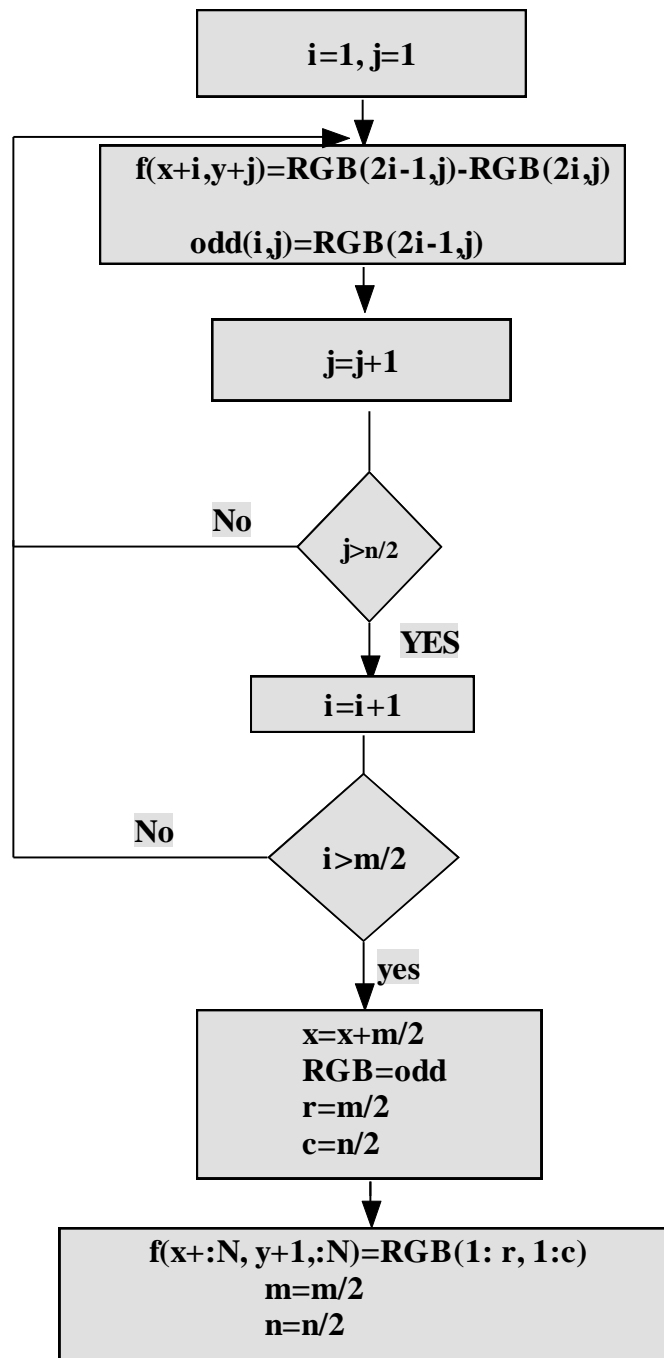 i=1, j=1
f(x+i,y+j)=RGB(2i-1,j)-RGB(2i,j)
odd(i,j)=RGB(2i-1,j)
j=j+1
No
j>n/2
YES
i=i+1
No
i>m/2
yes
x=x+m/2
RGB=odd
r=m/2
c=n/2
f(x+:N, y+1,:N)=RGB(1: r, 1:c)
m=m/2
n=n/2